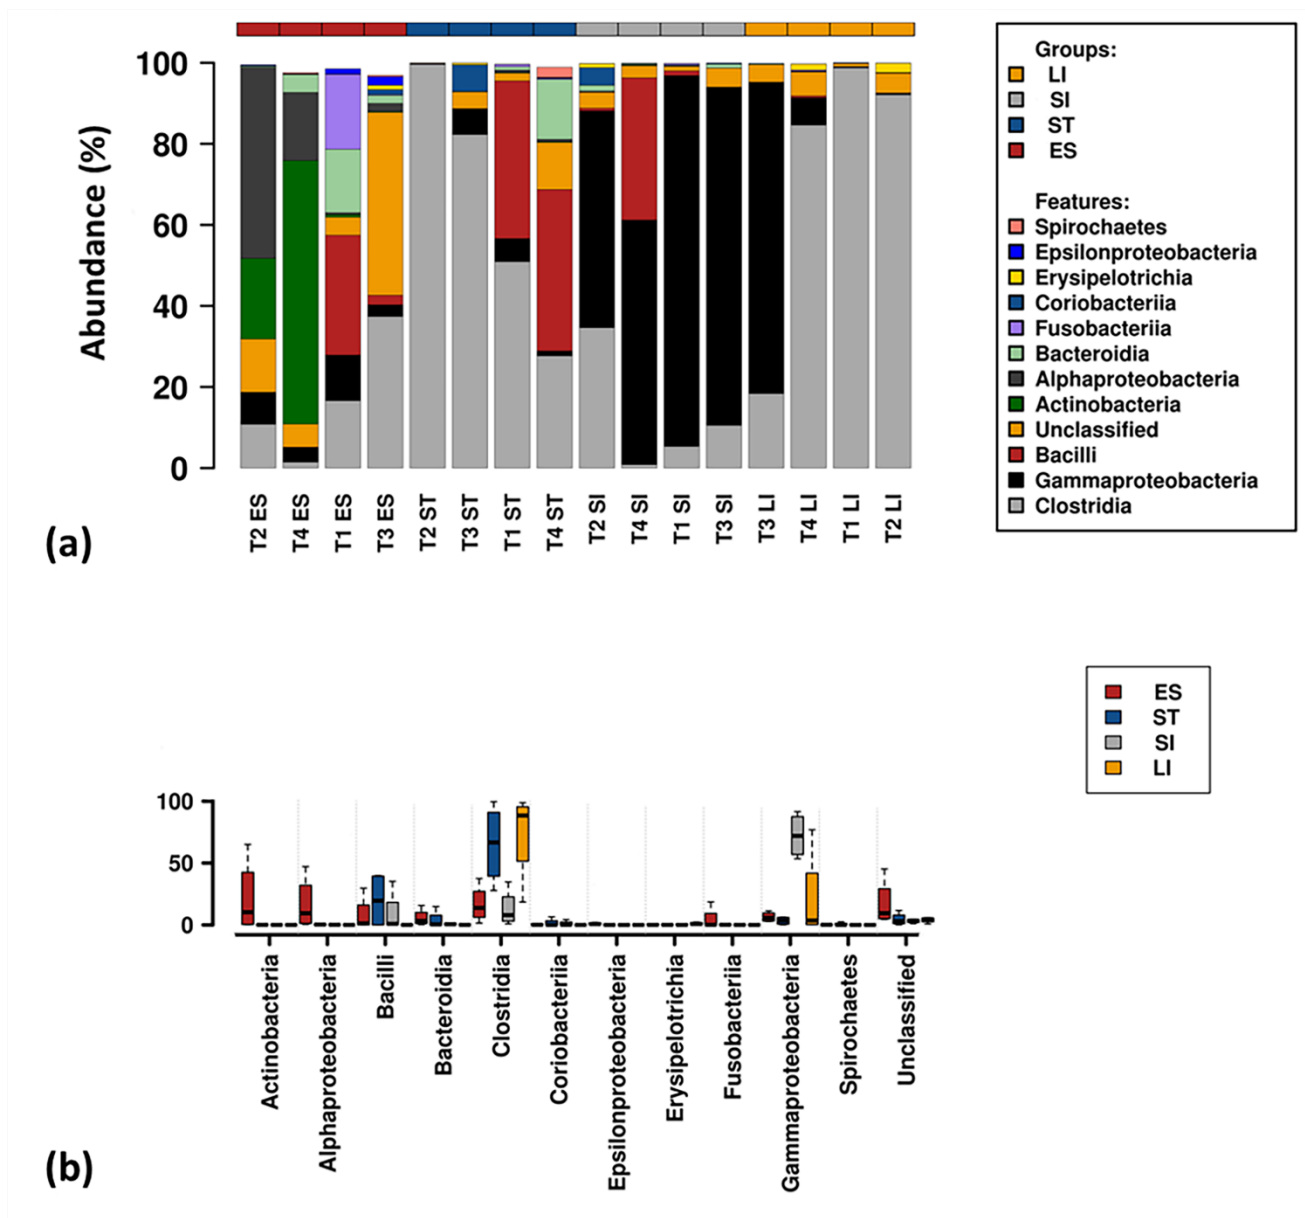 100
80
60
40
20
0
Abundance (%)
T2 ES
T4 ES
T1 ES
T3 ES
T2 ST
T3 ST
T1 ST
T4 ST
T2 SI
T4 SI
T1 SI
T3 SI
T3 LI
T4 LI
T1 LI
T2 LI
(a)
Groups:
LI
SI
ST
ES
Features:
Spirochaetes
Epsilonproteobacteria
Erysipelotrichia
Coriobacteriia
Fusobacteriia
Bacteroidia
Alphaproteobacteria
Actinobacteria
Unclassified
Bacilli
Gammaproteobacteria
Clostridia
ES
ST
SI
LI
100
50
0
Actinobacteria
Alphaproteobacteria
Bacilli
Bacteroidia
Clostridia
Coriobacteriia
Epsilonproteobacteria
Erysipelotrichia
Fusobacteriia
Gammaproteobacteria
Spirochaetes
Unclassified
(b)